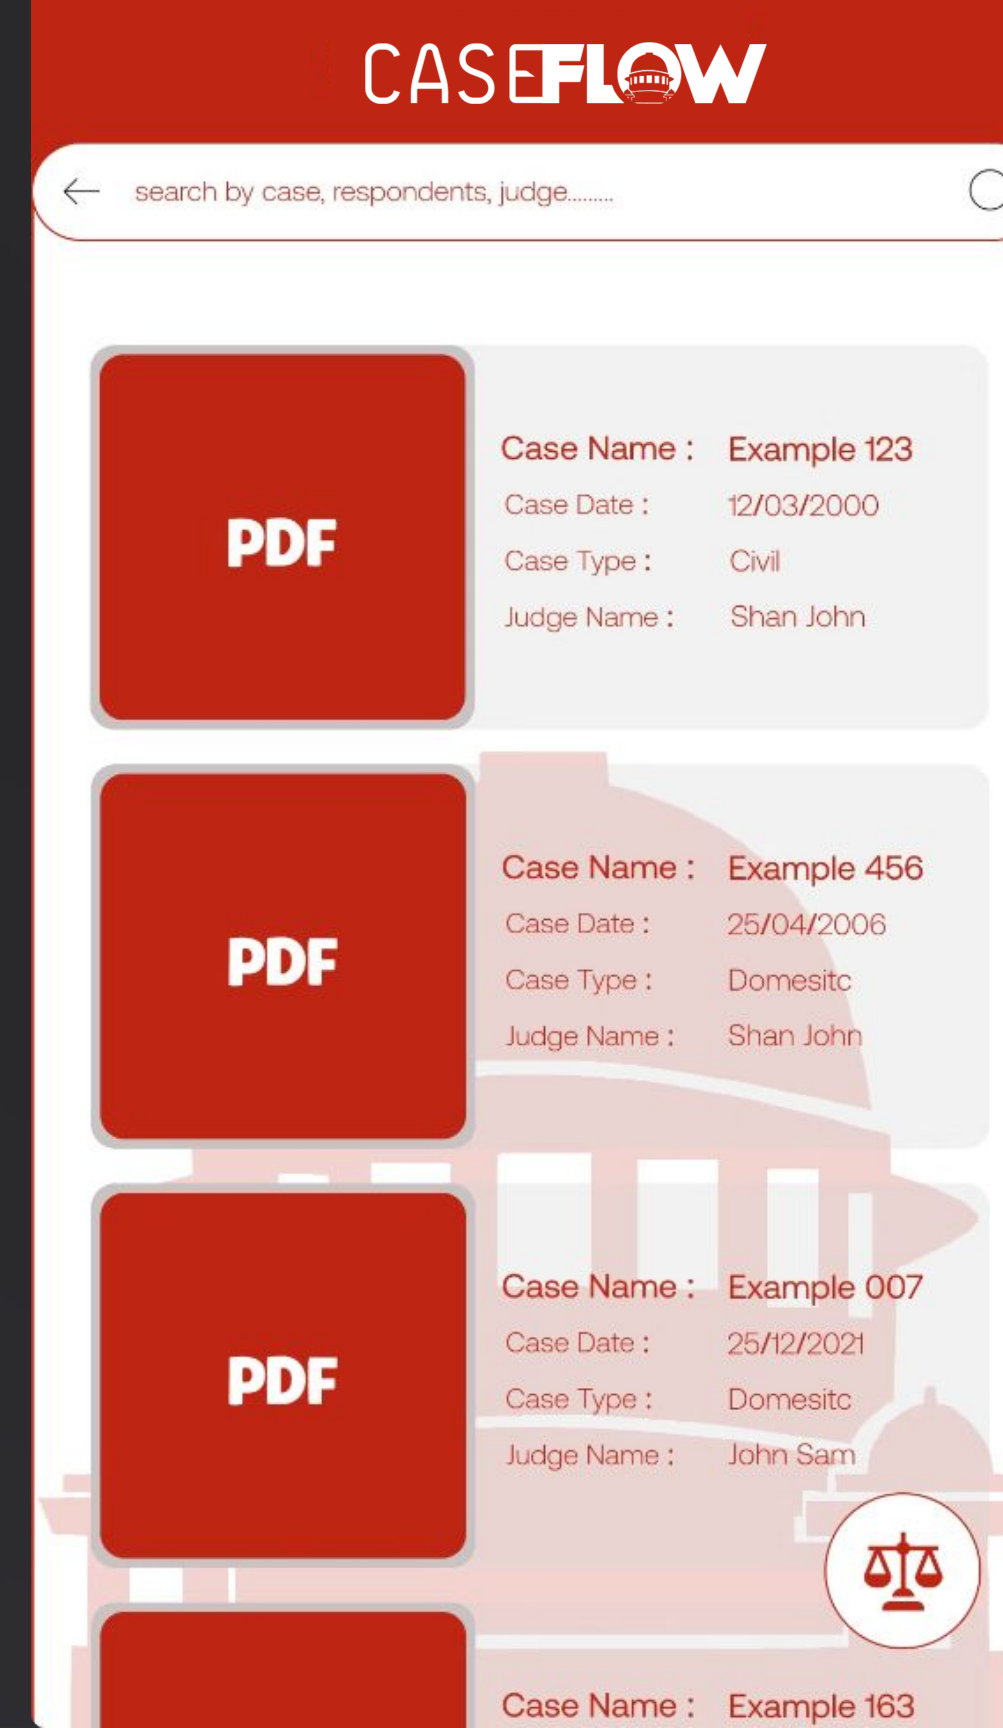 CASEFLOW
search by case, respondents, judge.........
PDF
Case Name : Example 123
Case Date : 12/03/2000
Case Type : Civil
Judge Name : Shan John
PDF
Case Name : Example 456
Case Date : 25/04/2006
Case Type : Domesitc
Judge Name : Shan John
PDF
Case Name : Example 007
Case Date : 25/12/2021
Case Type : Domesitc
Judge Name : John Sam
Case Name : Example 163